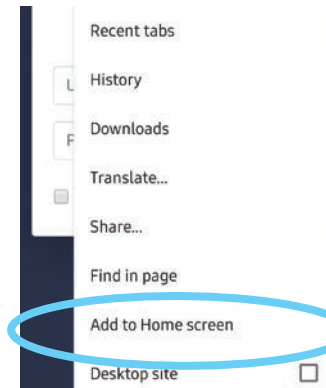 Recent tabs
History
Downloads
Translate...
Share...
Find in page
Add to Home screen
Desktop site